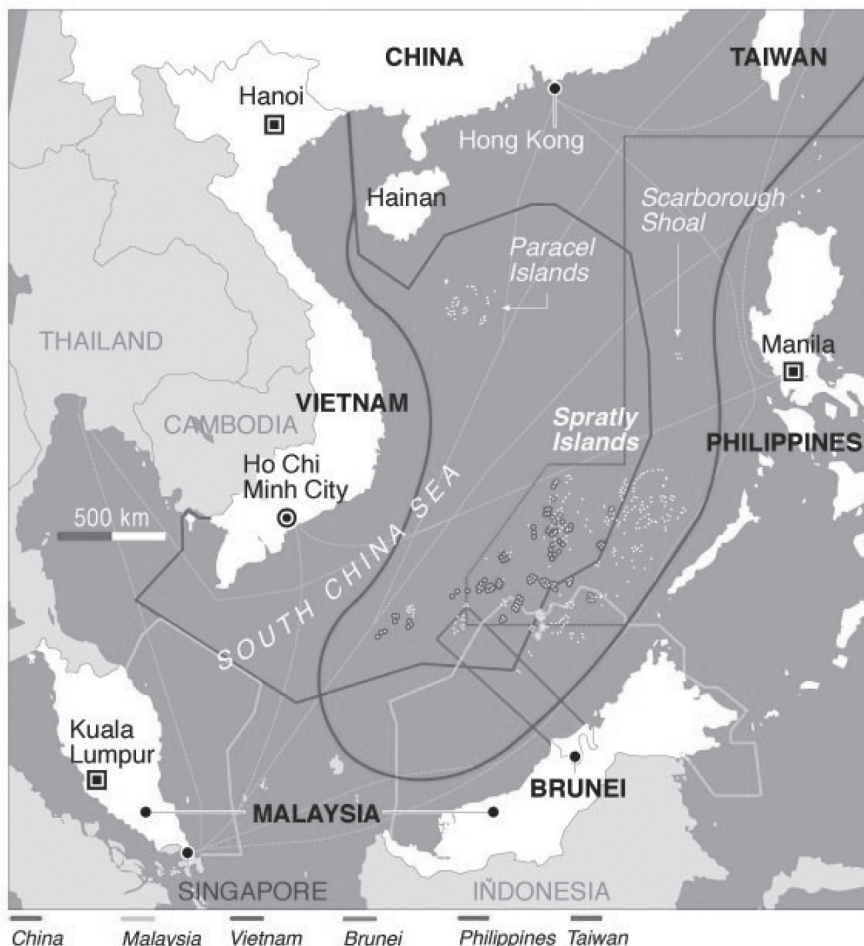 CHINA
TAIWAN
Hanoi
Hong Kong
Hainan
Scarborough
Shoal
Paracel
Islands
THAILAND
Manila
VIETNAM
CAMBODIA
Spratly
Islands
PHILIPPINES
Ho Chi
Minh City
500 km
SOUTH CHINA SEA
Kuala
Lumpur
BRUNEI
MALAYSIA
SINGAPORE
INDONESIA
China Malaysia Vietnam Brunei Philippines Taiwan